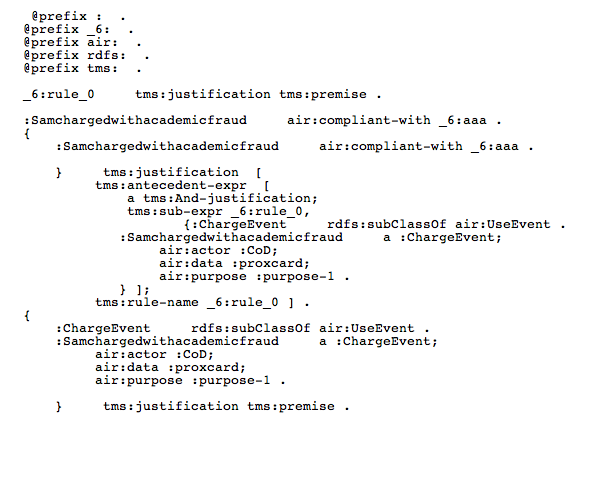 @prefix :  .
@prefix _6:  .
@prefix air:  .
@prefix rdfs:  .
@prefix tms:  .
_6:rule_0     tms:justification tms:premise .
:Samchargedwithacademicfraud     air:compliant-with _6:aaa .
{
    :Samchargedwithacademicfraud     air:compliant-with _6:aaa .
    }     tms:justification  [
         tms:antecedent-expr  [
             a tms:And-justification;
             tms:sub-expr _6:rule_0,
                    {:ChargeEvent     rdfs:subClassOf air:UseEvent .
            :Samchargedwithacademicfraud     a :ChargeEvent;
                 air:actor :CoD;
                 air:data :proxcard;
                 air:purpose :purpose-1 .
            } ];
         tms:rule-name _6:rule_0 ] .
{
    :ChargeEvent     rdfs:subClassOf air:UseEvent .
    :Samchargedwithacademicfraud     a :ChargeEvent;
         air:actor :CoD;
         air:data :proxcard;
         air:purpose :purpose-1 .
    }     tms:justification tms:premise .